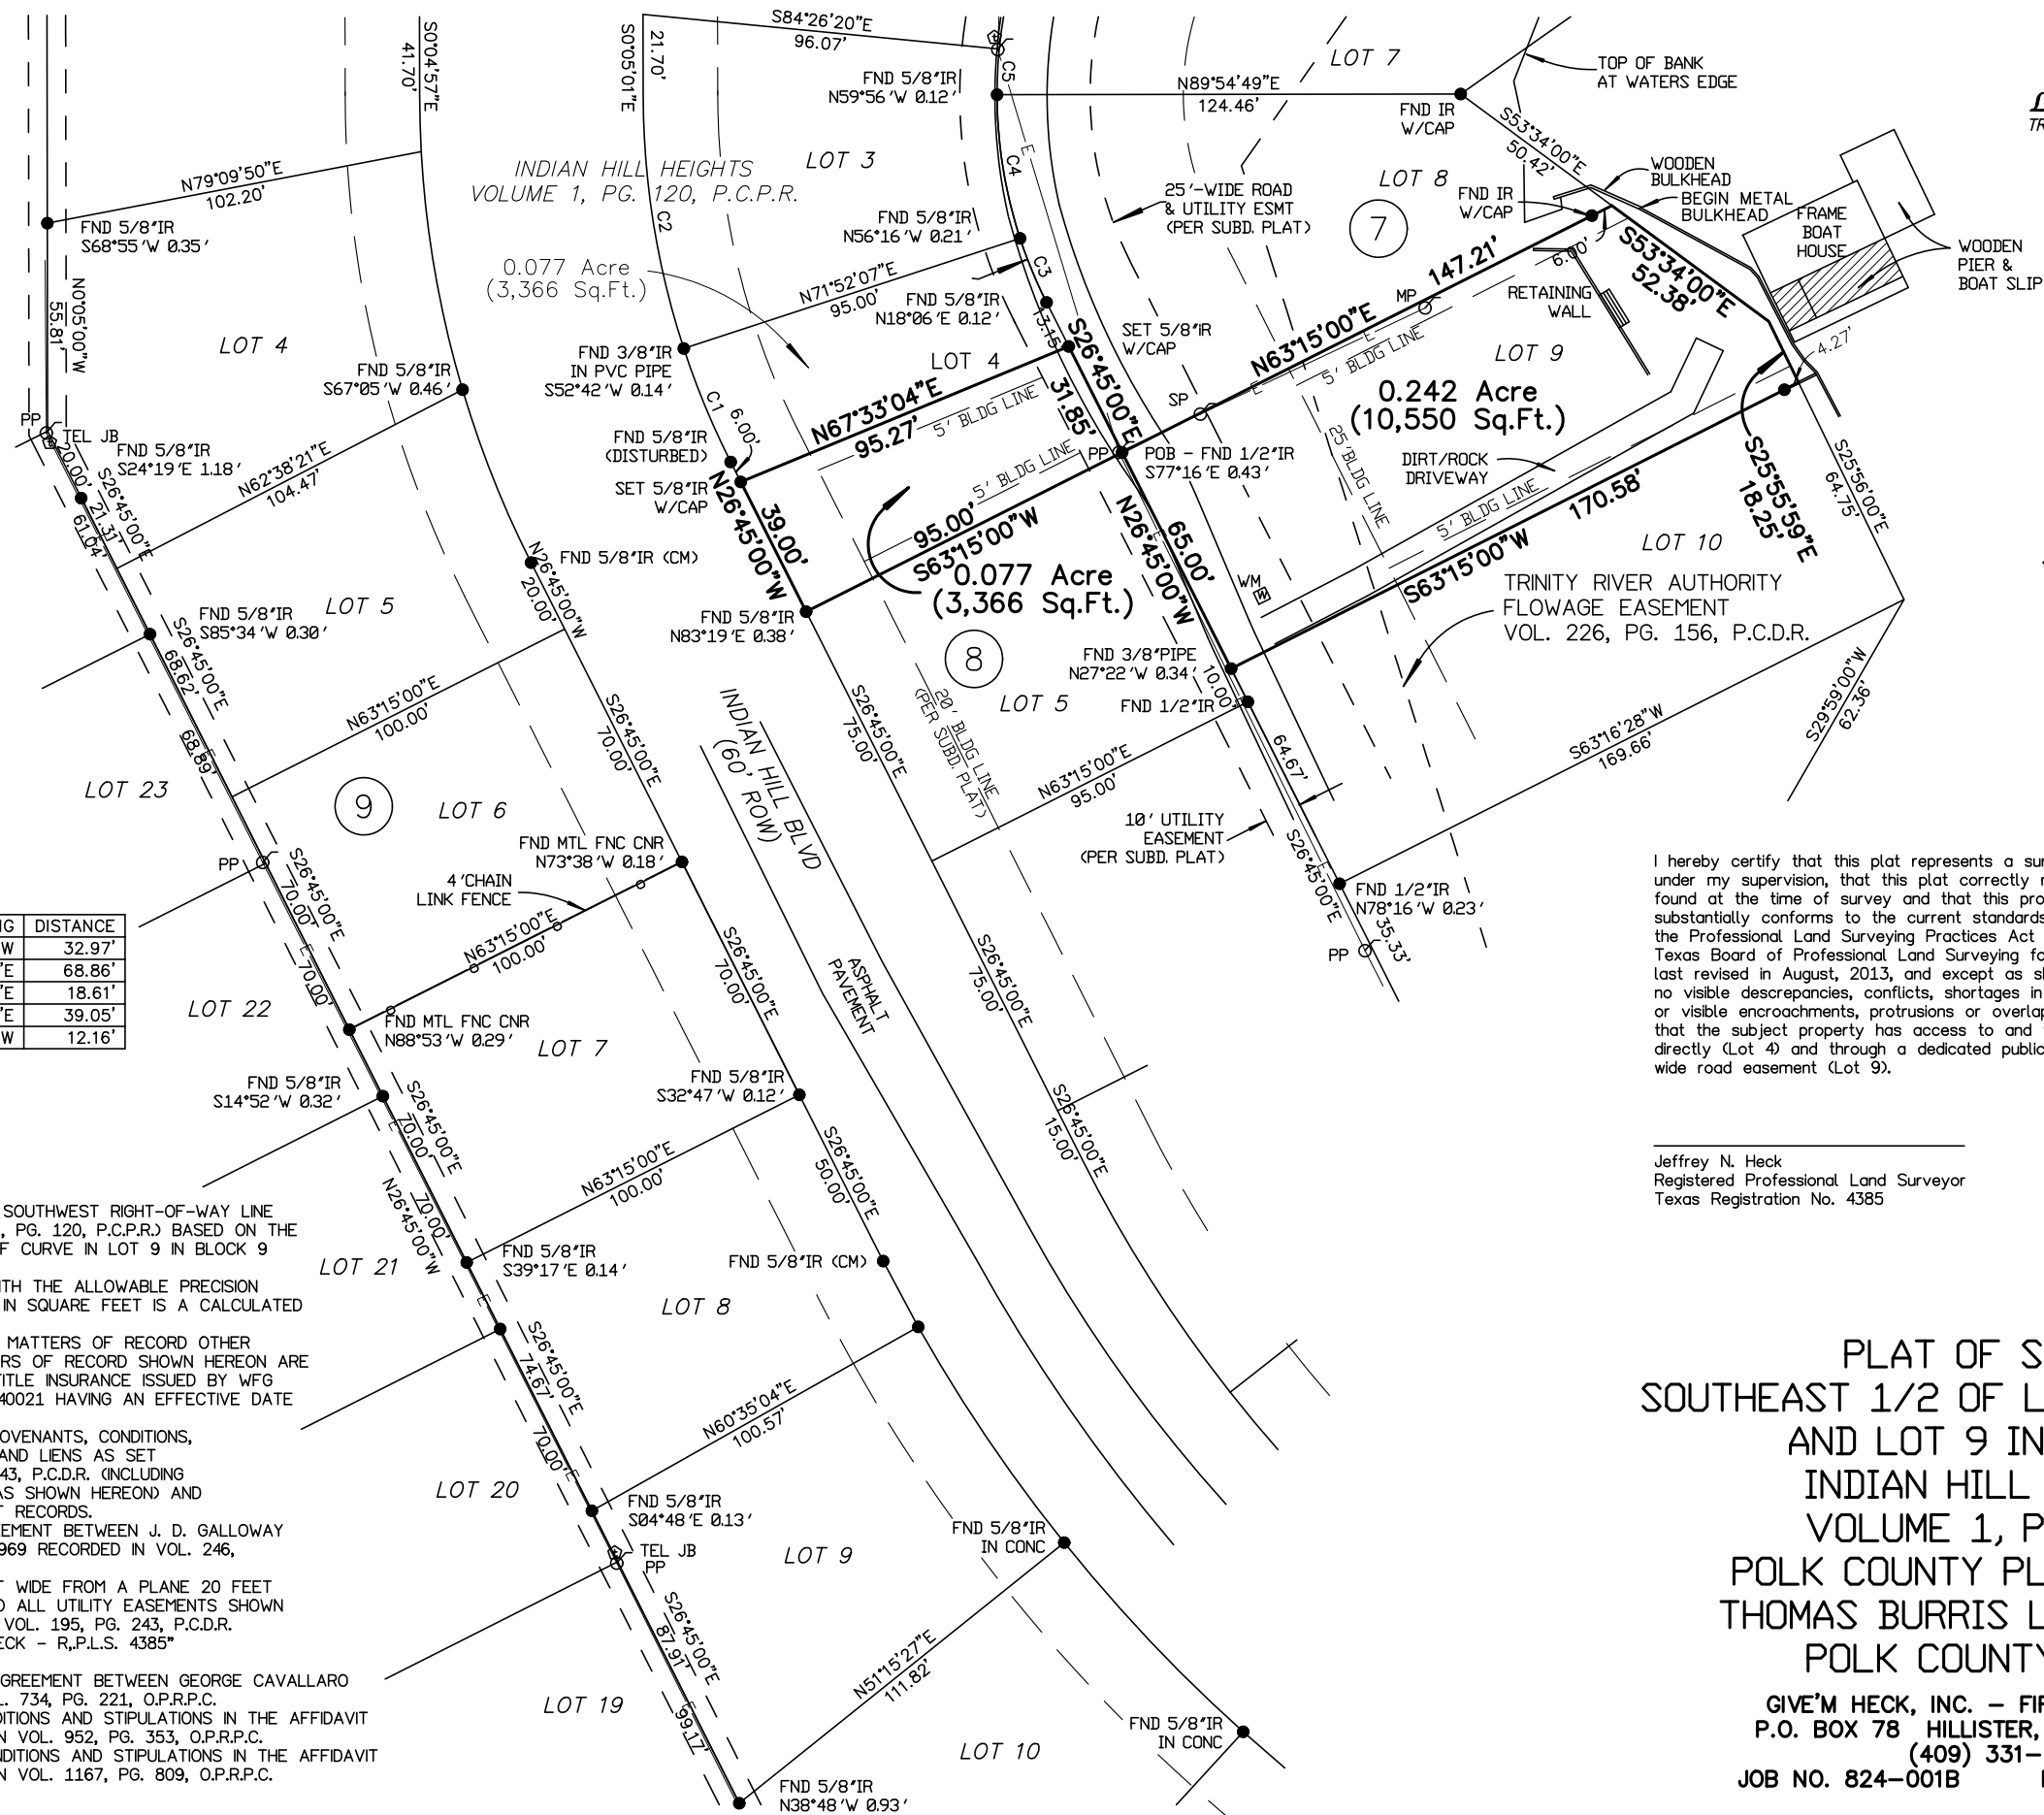 S84°26'20"E
96.07'
S0°04'57"E
41.70'
S0°05'01"E
21.70'
FND 5/8"IR
N59°56'W 0.12'
C5
LOT 7
TOP OF BANK
AT WATERS EDGE
N89°54'49"E
124.46'
FND IR
W/CAP
S53°34'00"E
50.42'
N79°09'50"E
102.20'
INDIAN HILL HEIGHTS
VOLUME 1, PG. 120, P.C.P.R.
LOT 3
C4
E
25'-WIDE ROAD
& UTILITY ESMT
(PER SUBD. PLAT)
LOT 8
7
FND IR
W/CAP
WOODEN
BULKHEAD
BEGIN METAL
BULKHEAD
FRAME
BOAT
HOUSE
WOODEN
PIER &
BOAT SLIP
FND 5/8"IR
S68°55'W 0.35'
C2
FND 5/8"IR
N56°16'W 0.21'
C3
0.077 Acre
(3,366 Sq.Ft.)
N71°52'07"E
95.00'
FND 5/8"IR
N18°06'E 0.12'
13.15'
147.21'
6.00'
S53°34'00"E
52.38'
MP
RETAINING
WALL
N0°05'00"W
55.81'
LOT 4
FND 5/8"IR
S67°05'W 0.46'
FND 3/8"IR
IN PVC PIPE
S52°42'W 0.14'
LOT 4
SET 5/8"IR
W/CAP
N63°15'00"E
E
5' BLDG LINE
LOT 9
4.27'
S26°45'00"E
31.85'
N67°33'04"E
95.27'
5' BLDG LINE
C1
6.00'
SP
E
0.242 Acre
(10,550 Sq.Ft.)
PP
TEL JB
FND 5/8"IR
S24°19'E 1.18'
FND 5/8"IR
(DISTURBED)
SET 5/8"IR
W/CAP
5' BLDG LINE
PP
POB - FND 1/2"IR
S77°16'E 0.43'
25'BLDG LINE
DIRT/ROCK
DRIVEWAY
S25°55'59"E
18.25'
S25°56'00"E
64.75'
20.00'
21.37'
S26°45'00"E
61.04'
N62°38'21"E
104.47'
N26°45'00"W
39.00'
95.00'
S63°15'00"W
N26°45'00"W
65.00'
5' BLDG LINE
170.58'
S63°15'00"W
LOT 10
FND 5/8"IR (CM)
N26°45'00"W
20.00'
0.077 Acre
(3,366 Sq.Ft.)
WM
TRINITY RIVER AUTHORITY
FLOWAGE EASEMENT
VOL. 226, PG. 156, P.C.D.R.
FND 5/8"IR
S85°34'W 0.30'
LOT 5
FND 5/8"IR
N83°19'E 0.38'
8
FND 3/8"PIPE
N27°22'W 0.34'
10.00'
FND 1/2"IR
S29°59'00"W
62.36'
S26°45'00"E
68.62'
N63°15'00"E
100.00'
S26°45'00"E
70.00'
INDIAN HILL BLVD
(60' ROW)
S26°45'00"E
75.00'
20' BLDG LINE
(PER SUBD. PLAT)
LOT 5
64.67'
S63°16'28"W
169.66'
68.89'
E
LOT 23
9
LOT 6
N63°15'00"E
95.00'
10' UTILITY
EASEMENT
(PER SUBD. PLAT)
S26°45'00"E
FND MTL FNC CNR
N73°38'W 0.18'
PP
4'CHAIN
LINK FENCE
S26°45'00"E
70.00'
FND 1/2"IR
N78°16'W 0.23'
35.33'
PP
I hereby certify that this plat represents a
under my supervision, that this plat correctly
found at the time of survey and that this
substantially conforms to the current standards
the Professional Land Surveying Practices Act
Texas Board of Professional Land Surveying
last revised in August, 2013, and except as
no visible descrepancies, conflicts, shortages in
or visible encroachments, protrusions or
that the subject property has access to and
directly (Lot 4) and through a dedicated public
wide road easement (Lot 9).
DISTANCE
W 32.97'
"E 68.86'
"E 18.61'
"E 39.05'
W 12.16'
N63°15'00"E
100.00'
S26°45'00"E
70.00'
ASPHALT
PAVEMENT
S26°45'00"E
75.00'
E
70.00'
LOT 22
FND MTL FNC CNR
N88°53'W 0.29'
LOT 7
FND 5/8"IR
S14°52'W 0.32'
FND 5/8"IR
S32°47'W 0.12'
S26°45'00"E
15.00'
S26°45'00"E
70.00'
E
N63°15'00"E
100.00'
S26°45'00"E
50.00'
Jeffrey N. Heck
Registered Professional Land Surveyor
Texas Registration No. 4385
N26°45'00"W
70.00'
SOUTHWEST RIGHT-OF-WAY LINE
, PG. 120, P.C.P.R.) BASED ON THE
F CURVE IN LOT 9 IN BLOCK 9
LOT 21
FND 5/8"IR
S39°17'E 0.14'
FND 5/8"IR (CM)
THE ALLOWABLE PRECISION
IN SQUARE FEET IS A CALCULATED
E
LOT 8
MATTERS OF RECORD OTHER
OF RECORD SHOWN HEREON ARE
TITLE INSURANCE ISSUED BY WFG
40021 HAVING AN EFFECTIVE DATE
S26°45'00"E
74.67'
N60°35'04"E
100.57'
PLAT OF
SOUTHEAST 1/2 OF
AND LOT 9 IN
INDIAN HILL
VOLUME 1,
POLK COUNTY
THOMAS BURRIS
POLK COUNTY
COVENANTS, CONDITIONS,
AND LIENS AS SET
43, P.C.D.R. (INCLUDING
AS SHOWN HEREON) AND
RECORDS.
BETWEEN J. D. GALLOWAY
969 RECORDED IN VOL. 246,
70.00'
E
LOT 20
FND 5/8"IR
S04°48'E 0.13'
TEL JB
PP
FND 5/8"IR
IN CONC
LOT 9
WIDE FROM A PLANE 20 FEET
ALL UTILITY EASEMENTS SHOWN
VOL. 195, PG. 243, P.C.D.R.
ECK - R,.P.L.S. 4385"
S26°45'00"E
87.91'
N51°15'27"E
111.82'
AGREEMENT BETWEEN GEORGE CAVALLARO
734, PG. 221, O.P.R.P.C.
AND STIPULATIONS IN THE AFFIDAVIT
VOL. 952, PG. 353, O.P.R.P.C.
AND STIPULATIONS IN THE AFFIDAVIT
VOL. 1167, PG. 809, O.P.R.P.C.
LOT 19
E
99.17'
FND 5/8"IR
N38°48'W 0.93'
LOT 10
FND 5/8"IR
IN CONC
GIVE'M HECK, INC. –
P.O. BOX 78 HILLISTER,
(409) 331-
JOB NO. 824-001B